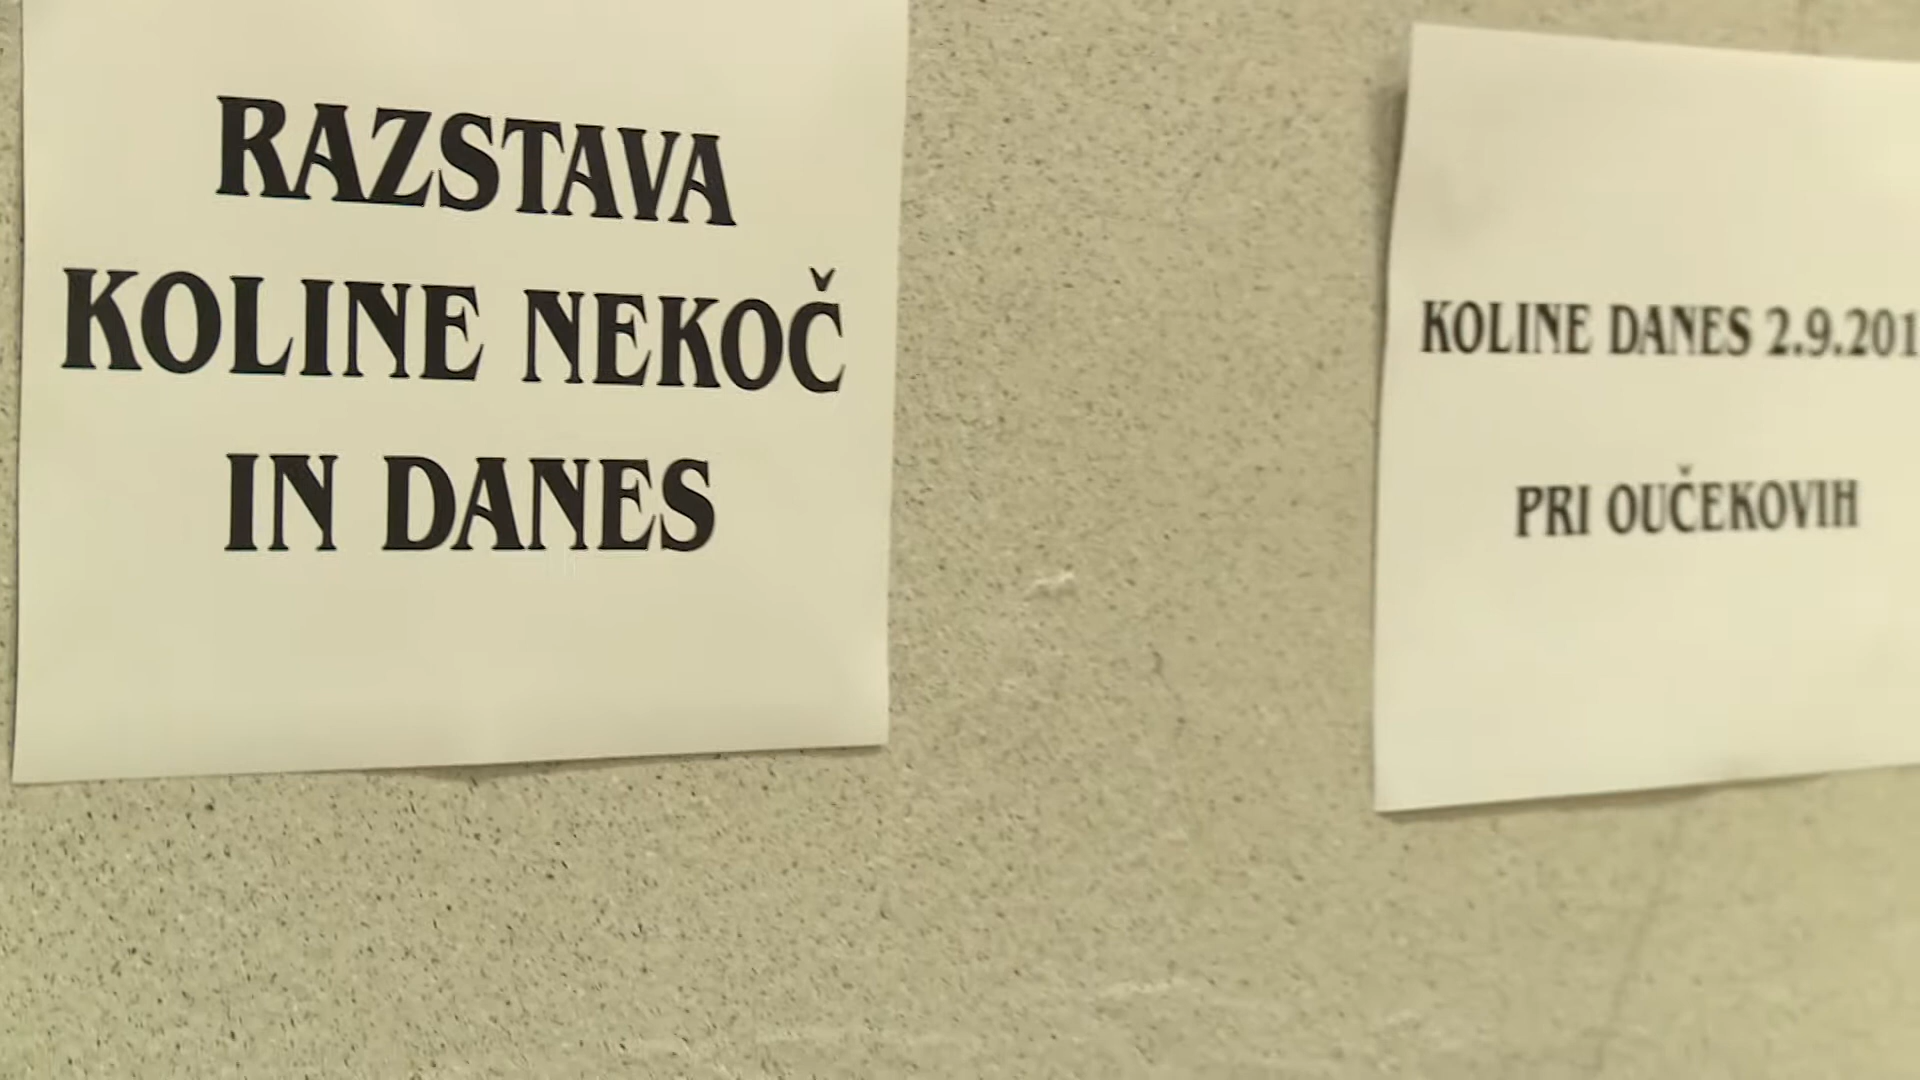 RAZSTAVA
KOLINE NEKOČ
IN DANES
KOLINE DANES 2.9.201
PRI OUČEKOVIH